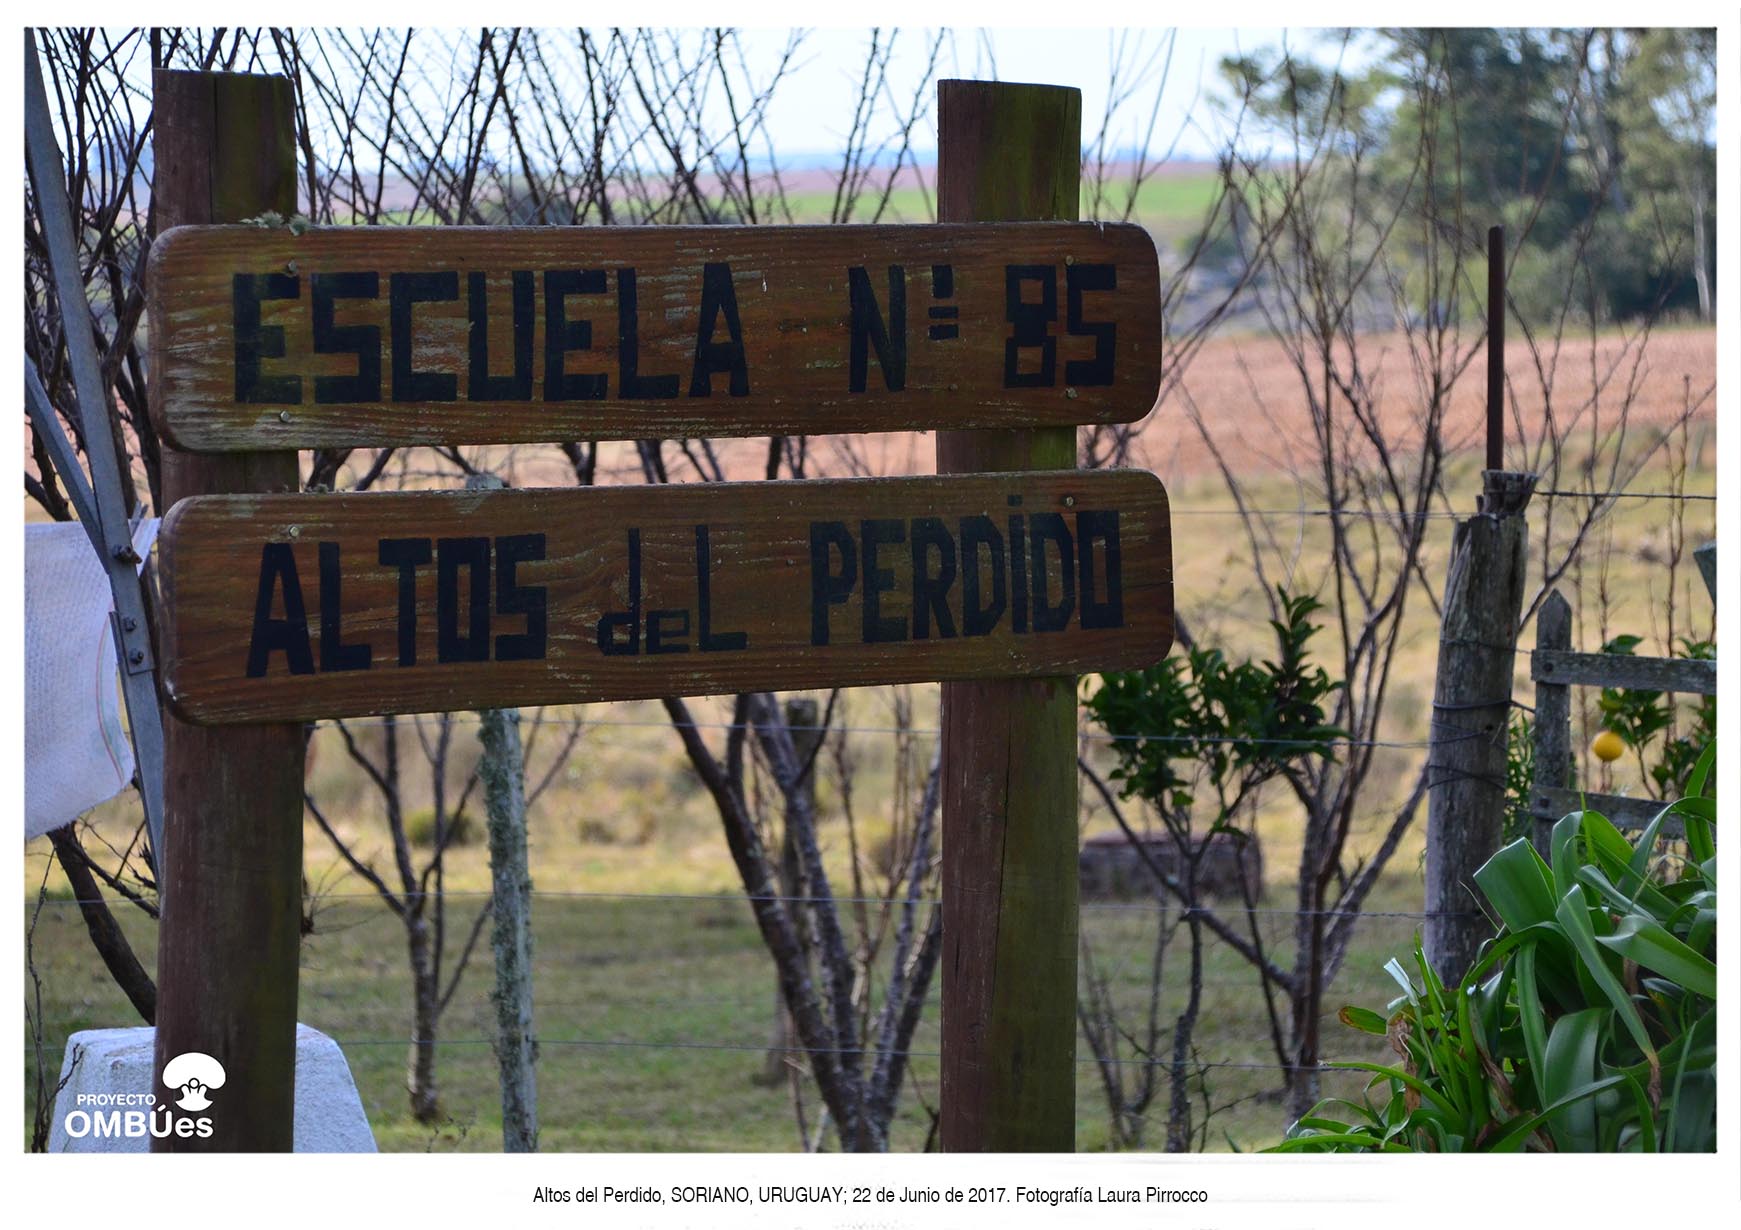 ESCUELA Nº 85
ALTOS deL PERDiDO
PROYECTO
OMBÚes
Altos del Perdido, SORIANO, URUGUAY; 22 de Junio de 2017. Fotografía Laura Pirrocco